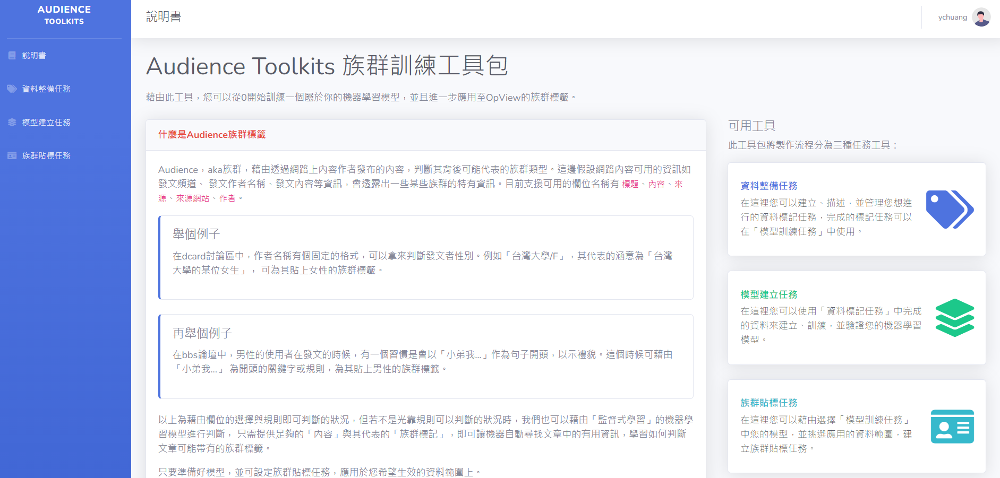 AUDIENCE
TOOLKITS
說明書
資料整備任務
模型建立任務
族群貼標任務
說明書
ychuang
Audience Toolkits 族群訓練工具包
藉由此工具，您可以從0開始訓練一個屬於你的機器學習模型，並且進一步應用至OpView的族群標籤。
什麼是Audience族群標籤
Audience，aka族群，藉由透過網路上內容作者發布的內容，判斷其背後可能代表的族群類型。這邊假設網路內容可用的資訊如
發文頻道、 發文作者名稱、發文內容等資訊，會透露出一些某些族群的特有資訊。目前支援可用的欄位名稱有 標題、內容、來
源、來源網站、作者。
舉個例子
在dcard討論區中，作者名稱有個固定的格式，可以拿來判斷發文者性別。例如「台灣大學/F」，其代表的涵意為「台灣
大學的某位女生」， 可為其貼上女性的族群標籤。
再舉個例子
在bbs論壇中，男性的使用者在發文的時候，有一個習慣是會以「小弟我...」作為句子開頭，以示禮貌。這個時候可藉由
「小弟我...」 為開頭的關鍵字或規則，為其貼上男性的族群標籤。
以上為藉由欄位的選擇與規則即可判斷的狀況，但若不是光靠規則可以判斷的狀況時，我們也可以藉由「監督式學習」的機器學
習模型進行判斷， 只需提供足夠的「內容」與其代表的「族群標記」，即可讓機器自動尋找文章中的有用資訊，學習如何判斷
文章可能帶有的族群標籤。
只要準備好模型，並可設定族群貼標任務，應用於您希望生效的資料範圍上。
可用工具
此工具包將製作流程分為三種任務工具：
資料整備任務
在這裡您可以建立、描述，並管理您想進
行的資料標記任務，完成的標記任務可以
在「模型訓練任務」中使用。
模型建立任務
在這裡您可以使用「資料標記任務」中完成
的資料來建立、訓練，並驗證您的機器學習
模型。
族群貼標任務
在這裡您可以藉由選擇「模型訓練任務」
中您的模型，並挑選應用的資料範圍，建
立族群貼標任務。